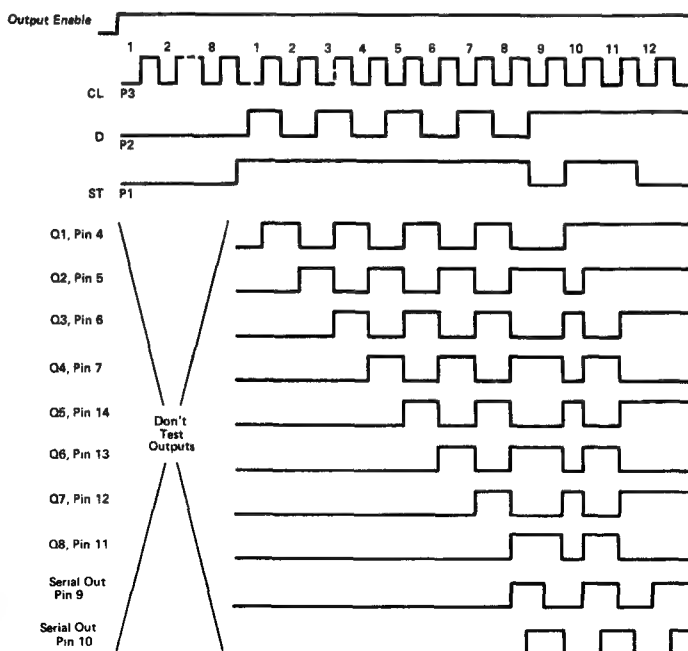 Output Enable
1 2 8 1 2 3 4 5 6 7 8 9 10 11 12
CL P3
D P2
ST P1
Q1, Pin 4
Q2, Pin 5
Q3, Pin 6
Q4, Pin 7
Q5, Pin 14
Don't
Test
Outputs
Q6, Pin 13
Q7, Pin 12
Q8, Pin 11
Serial Out
Pin 9
Serial Out
Pin 10